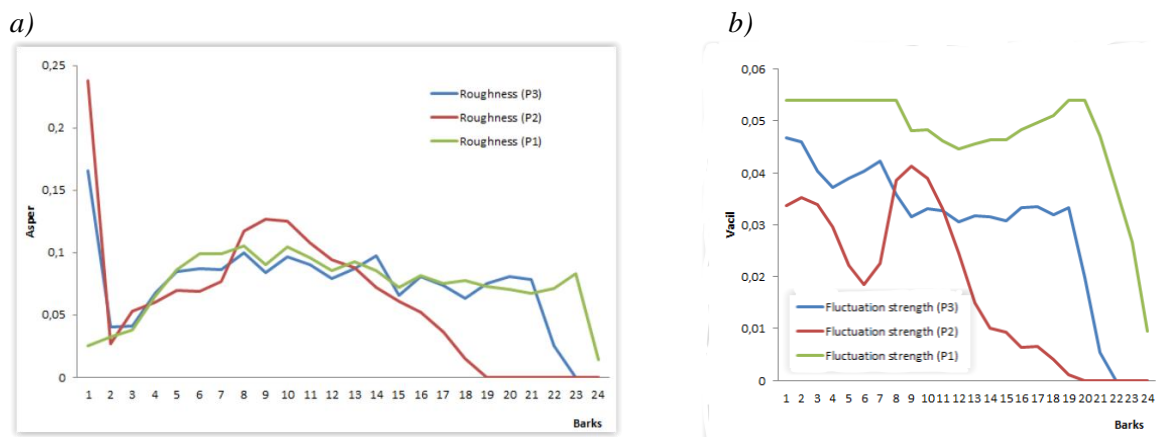 a)
b)
0,25
0,2
0,15
0,1
0,05
0
Asper
Roughness (P3)
Roughness (P2)
Roughness (P1)
1 2 3 4 5 6 7 8 9 10 11 12 13 14 15 16 17 18 19 20 21 22 23 24
Barks
0,06
0,05
0,04
0,03
0,02
0,01
0
Vacil
Fluctuation strength (P3)
Fluctuation strength (P2)
Fluctuation strength (P1)
1 2 3 4 5 6 7 8 9 10 11 12 13 14 15 16 17 18 19 20 21 22 23 24
Barks